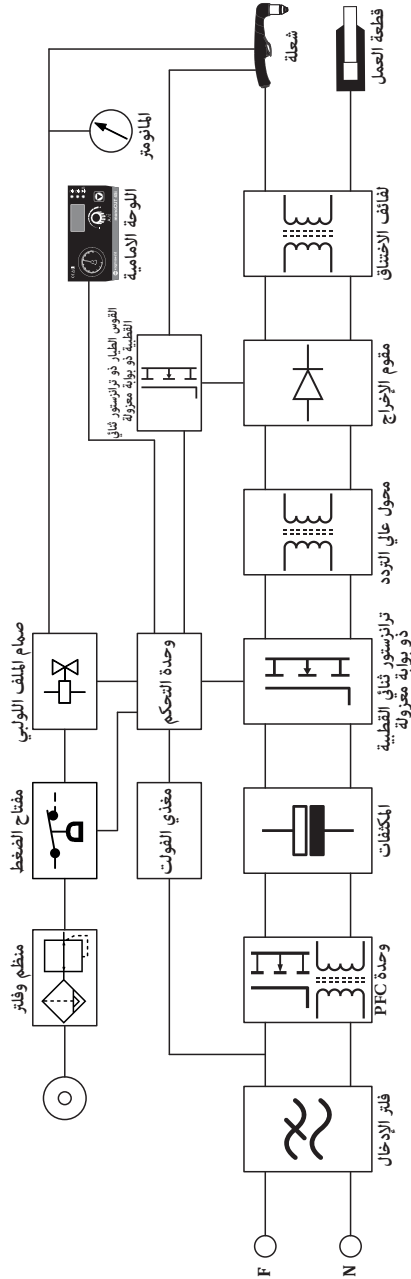 شعلة
قطعة العمل
المانومتر
اللوحة الامامية
لفائف الاختناق
القوس الطيار ذو ترانزستور ثنائي
القطبية ذو بوابة معزولة
مقوم الإخراج
محول عالي التردد
صمام الملف اللولبي
وحدة التحكم
ترانزستور ثنائي القطبية
ذو بوابة معزولة
مفتاح الضغط
مغذي الفولت
المكثفات
منظم وفلتر
وحدة PFC
فلتر الإدخال
F
N